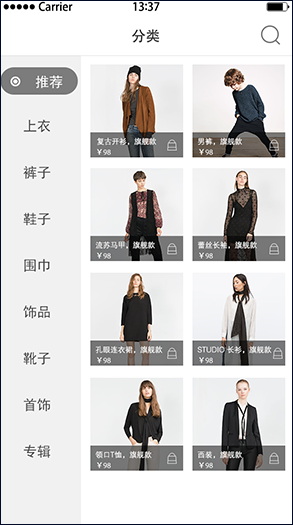 Carrier
13:37
分类
推荐
上衣
裤子
鞋子
围巾
饰品
靴子
首饰
专辑
复古开衫，旗舰款
￥98
男裤，旗舰款
￥98
流苏马甲，旗舰款
￥98
蕾丝长袖，旗舰款
￥98
孔眼连衣裙，旗舰款
￥98
STUDIO 长衫，旗舰款
￥98
领口T恤，旗舰款
￥98
西装，旗舰款
￥98